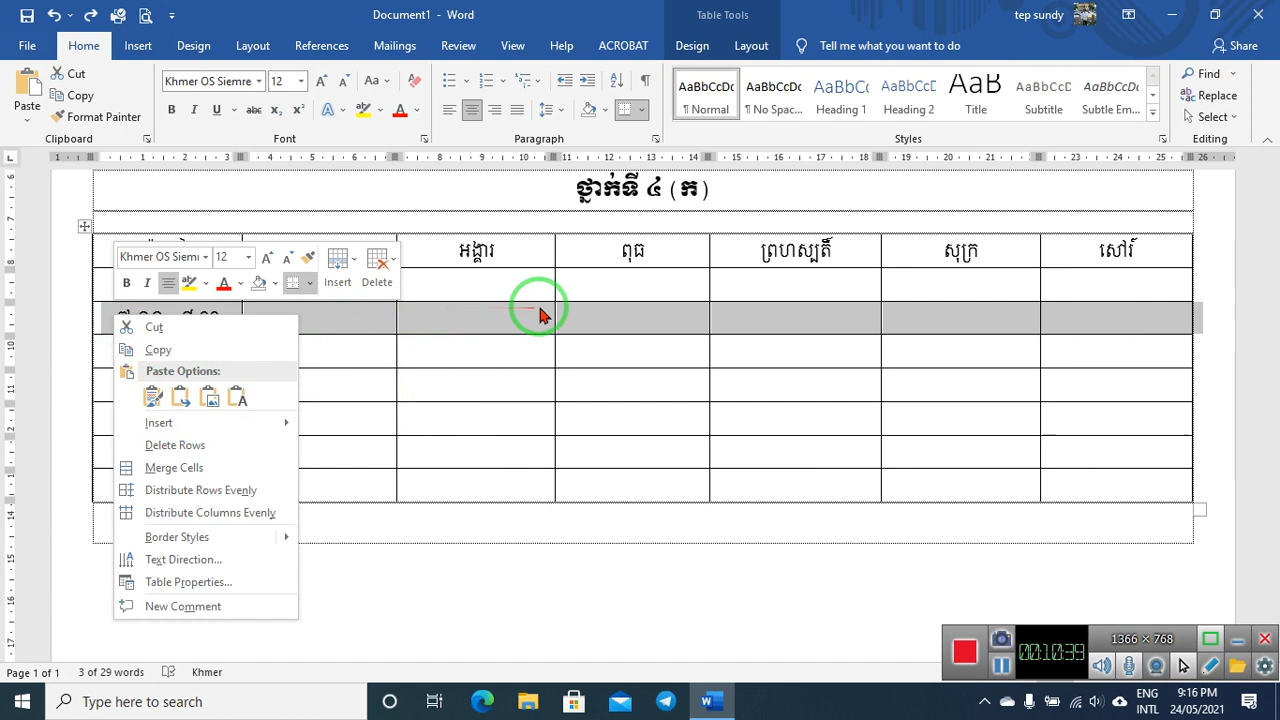 Document1 - Word
Table Tools
tep sundy
File
Home
Insert
Design
Layout
References
Mailings
Review
View
Help
ACROBAT
Design
Layout
Tell me what you want to do
Share
Paste
Cut
Copy
Format Painter
Clipboard
Khmer OS Siemre
12
Font
Paragraph
AaBbCcDc
¶ Normal
AaBbCcDc
¶ No Spac...
AaBbCc
Heading 1
AaBbCcD
Heading 2
AaB
Title
AaBbCcD
Subtitle
AaBbCcDc
Subtle Em...
Styles
Find
Replace
Select
Editing
ថ្នាក់ទី ៤ (ក)
អង្គារ
ពុធ
ព្រហស្បតិ៍
សុក្រ
សៅរ៍
Khmer OS Siem
12
Insert
Delete
Cut
Copy
Paste Options:
Insert
Delete Rows
Merge Cells
Distribute Rows Evenly
Distribute Columns Evenly
Border Styles
Text Direction...
Table Properties...
New Comment
1366 × 768
00:10:39
Page 1 of 1
3 of 29 words
Khmer
Type here to search
ENG
INTL
9:16 PM
24/05/2021